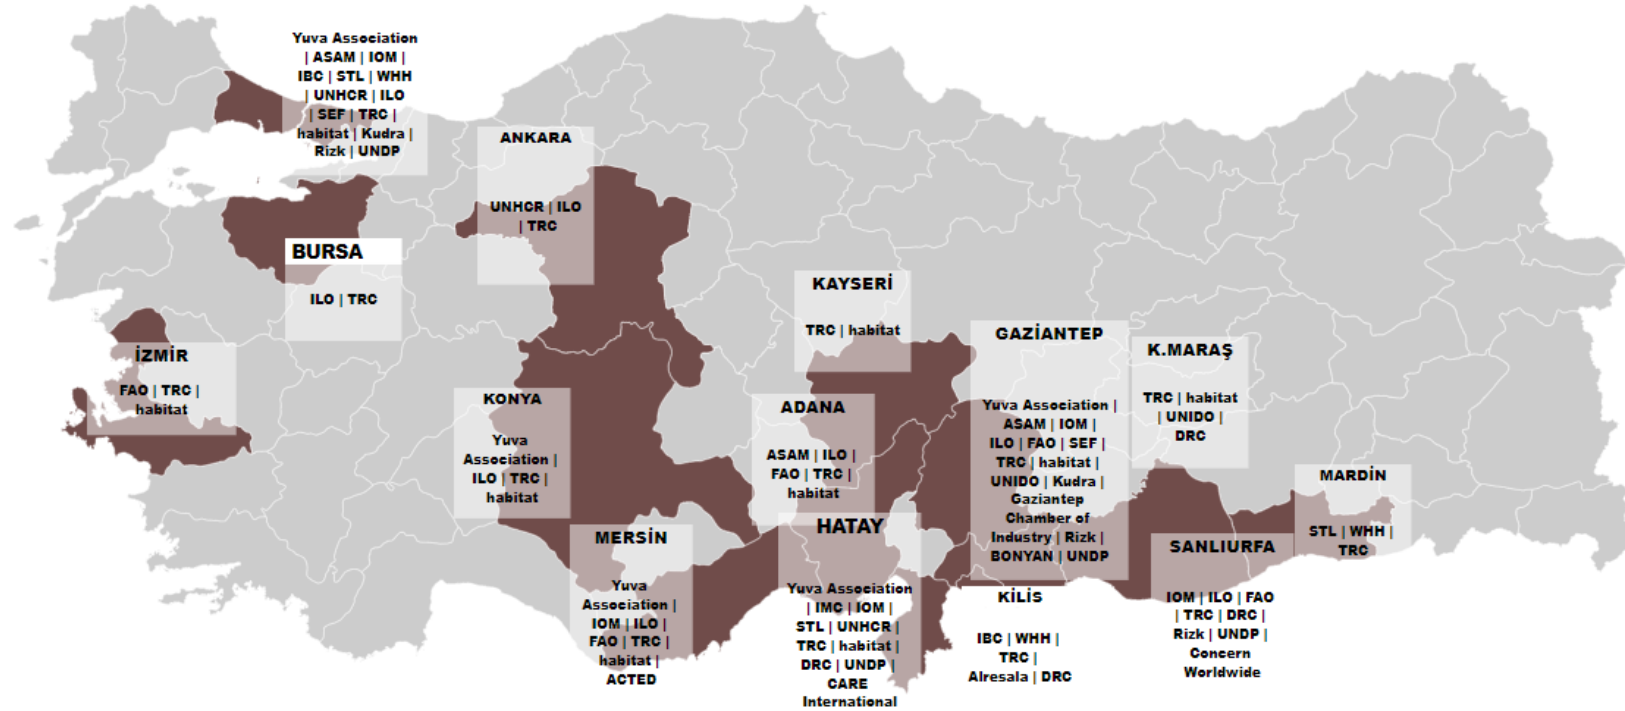 Yuva Association
| ASAM | IOM |
IBC | STL | WHH
| UNHCR | ILO
| SEF | TRC |
habitat | Kudra |
Rizk | UNDP
ANKARA
UNHCR | ILO
| TRC
BURSA
ILO | TRC
İZMİR
FAO | TRC |
habitat
KONYA
Yuva
Association |
ILO | TRC |
habitat
MERSİN
Yuva
Association |
IOM | ILO |
FAO | TRC |
habitat |
ACTED
KAYSERİ
TRC | habitat
ADANA
ASAM | ILO |
FAO | TRC |
habitat
HATAY
Yuva Association
| IMC | IOM |
STL | UNHCR |
TRC | habitat |
DRC | UNDP |
CARE
International
GAZİANTEP
Yuva Association |
ASAM | IOM |
ILO | FAO | SEF |
TRC | habitat |
UNIDO | Kudra |
Gaziantep
Chamber of
Industry | Rizk |
BONYAN | UNDP
KİLİS
IBC | WHH |
TRC |
Alresala | DRC
K.MARAŞ
TRC | habitat
| UNIDO |
DRC
SANLIURFA
IOM | ILO | FAO
| TRC | DRC |
Rizk | UNDP |
Concern
Worldwide
MARDİN
STL | WHH |
TRC